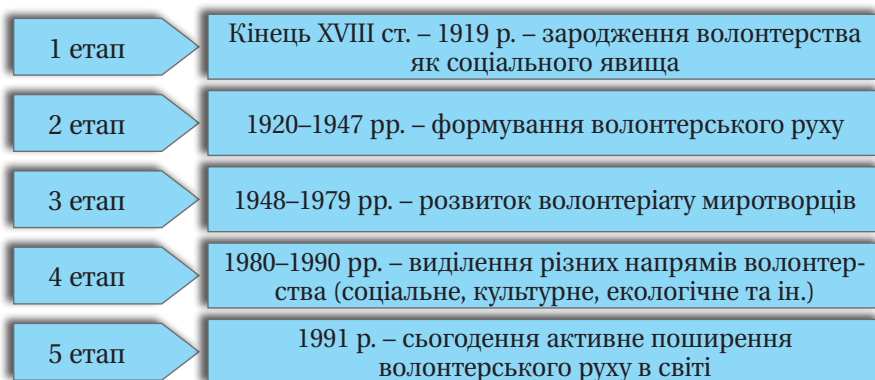 1 етап
Кінець XVIII ст. – 1919 р. – зародження волонтерства
як соціального явища
2 етап
1920–1947 рр. – формування волонтерського руху
3 етап
1948–1979 рр. – розвиток волонтеріату миротворців
4 етап
1980–1990 рр. – виділення різних напрямів волонтер-
ства (соціальне, культурне, екологічне та ін.)
5 етап
1991 р. – сьогодення активне поширення
волонтерського руху в світі